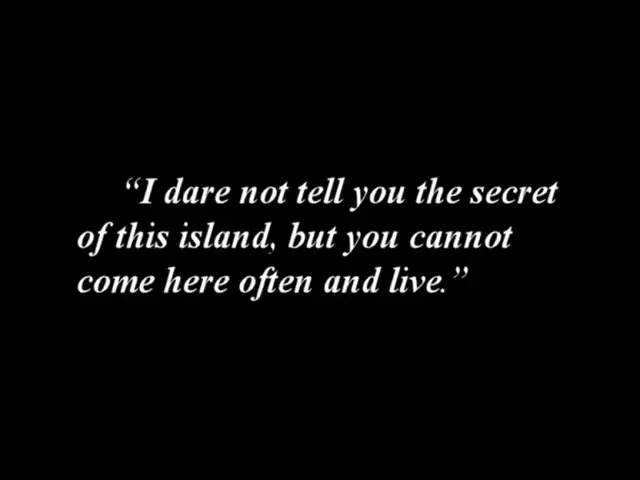 “I dare not tell you the secret
of this island, but you cannot
come here often and live.”